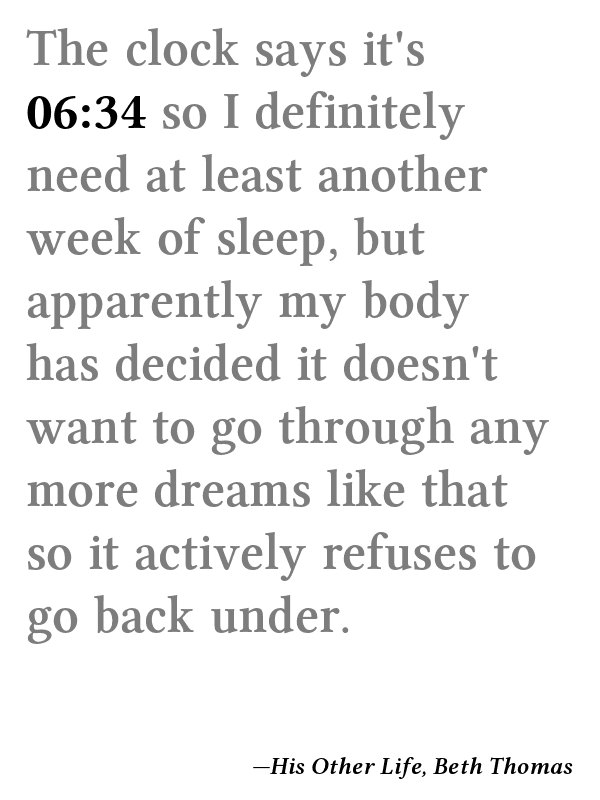 The clock says it's
06:34 so I definitely
need at least another
week of sleep, but
apparently my body
has decided it doesn't
want to go through any
more dreams like that
so it actively refuses to
go back under.
—His Other Life, Beth Thomas